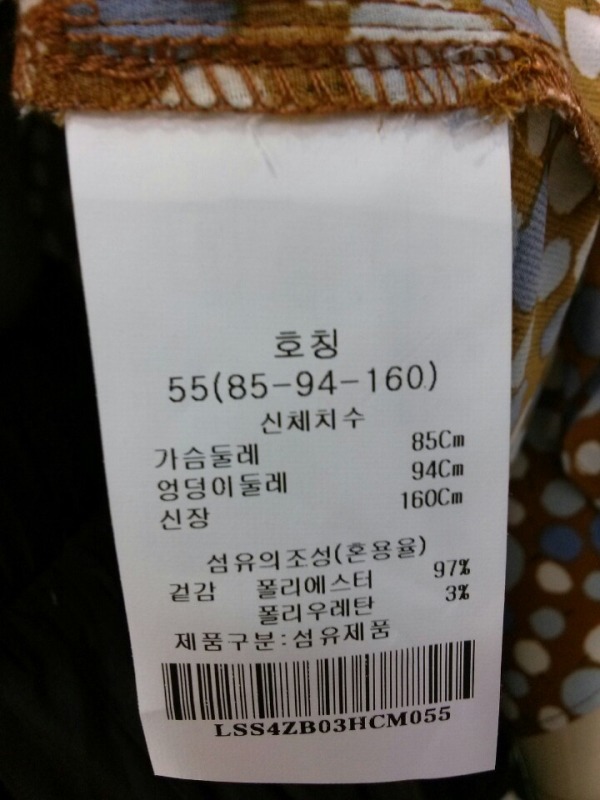 호칭
55(85-94-160)
신체치수
가슴둘레 85Cm
엉덩이둘레 94Cm
신장 160Cm
섬유의조성(혼용율)
겉감 폴리에스터 97%
폴리우레탄 3%
제품구분:섬유제품
LSS4ZB03HCM055